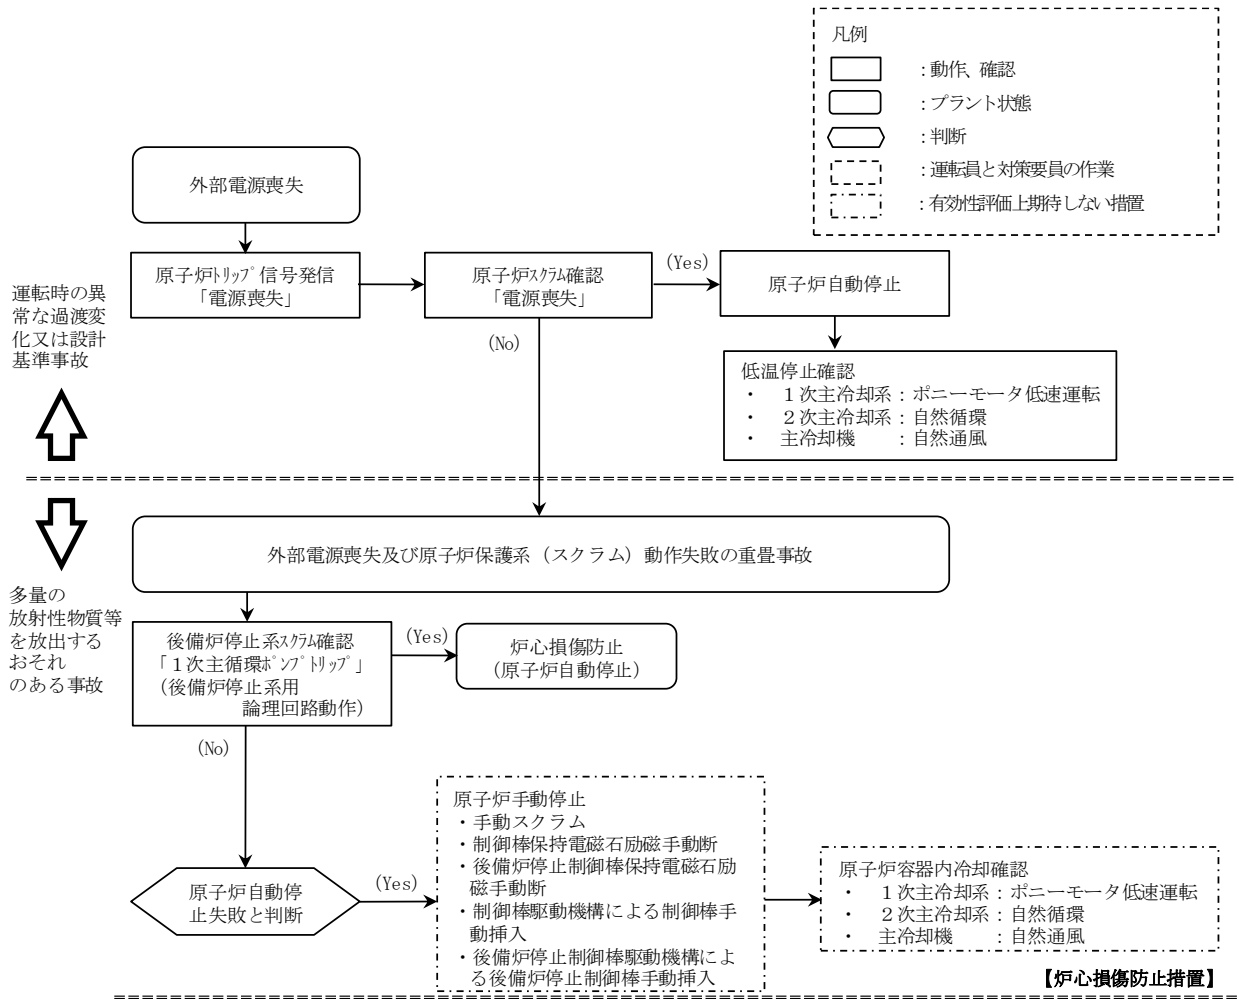 凡例
：動作、確認
：プラント状態
：判断
：運転員と対策要員の作業
：有効性評価上期待しない措置
外部電源喪失
原子炉ﾄﾘｯﾌﾟ信号発信
「電源喪失」
原子炉ｽｸﾗﾑ確認
「電源喪失」
(Yes)
原子炉自動停止
(No)
運転時の異
常な過渡変
化又は設計
基準事故
低温停止確認
・　１次主冷却系：ポニーモータ低速運転
・　２次主冷却系：自然循環
・　主冷却機　　：自然通風
外部電源喪失及び原子炉保護系（スクラム）動作失敗の重畳事故
多量の
放射性物質等
を放出する
おそれ
のある事故
後備炉停止系ｽｸﾗﾑ確認
「１次主循環ﾎﾟﾝﾌﾟﾄﾘｯﾌﾟ」
（後備炉停止系用
論理回路動作）
(Yes)
炉心損傷防止
（原子炉自動停止）
(No)
原子炉自動停
止失敗と判断
(Yes)
原子炉手動停止
・手動スクラム
・制御棒保持電磁石励磁手動断
・後備炉停止制御棒保持電磁石励
磁手動断
・制御棒駆動機構による制御棒手
動挿入
・後備炉停止制御棒駆動機構によ
る後備炉停止制御棒手動挿入
原子炉容器内冷却確認
・　１次主冷却系：ポニーモータ低速運転
・　２次主冷却系：自然循環
・　主冷却機　　：自然通風
【炉心損傷防止措置】